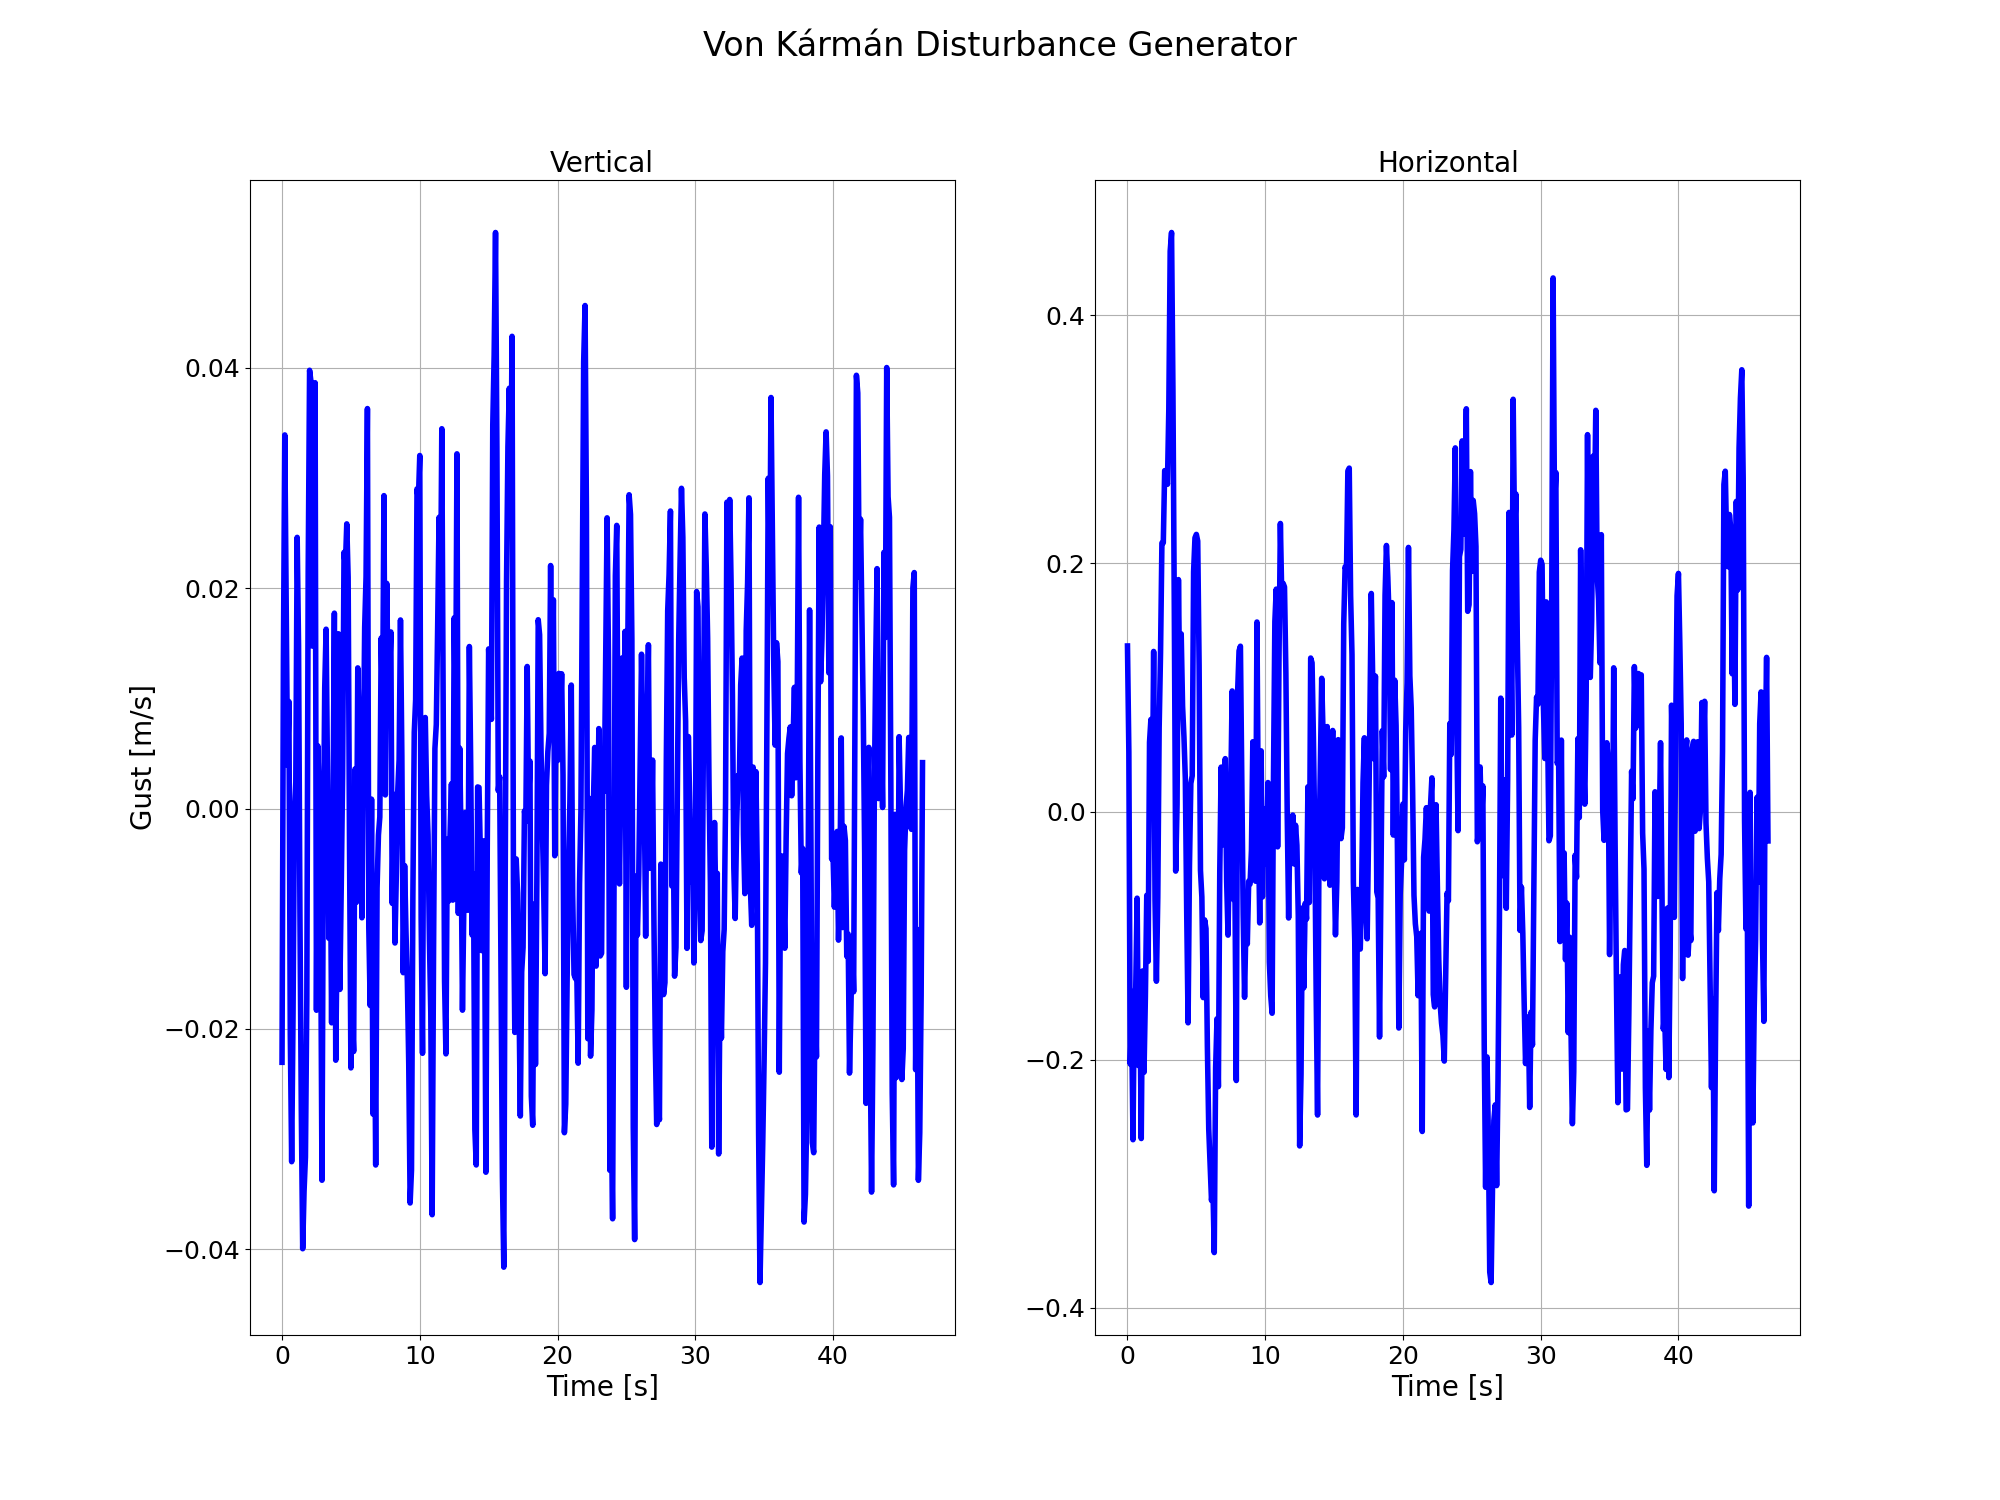 Von Kármán Disturbance Generator
Vertical
Horizontal
Gust [m/s]
0.04
0.02
0.00
−0.02
−0.04
0 10 20 30 40
Time [s]
0.4
0.2
0.0
−0.2
−0.4
0 10 20 30 40
Time [s]